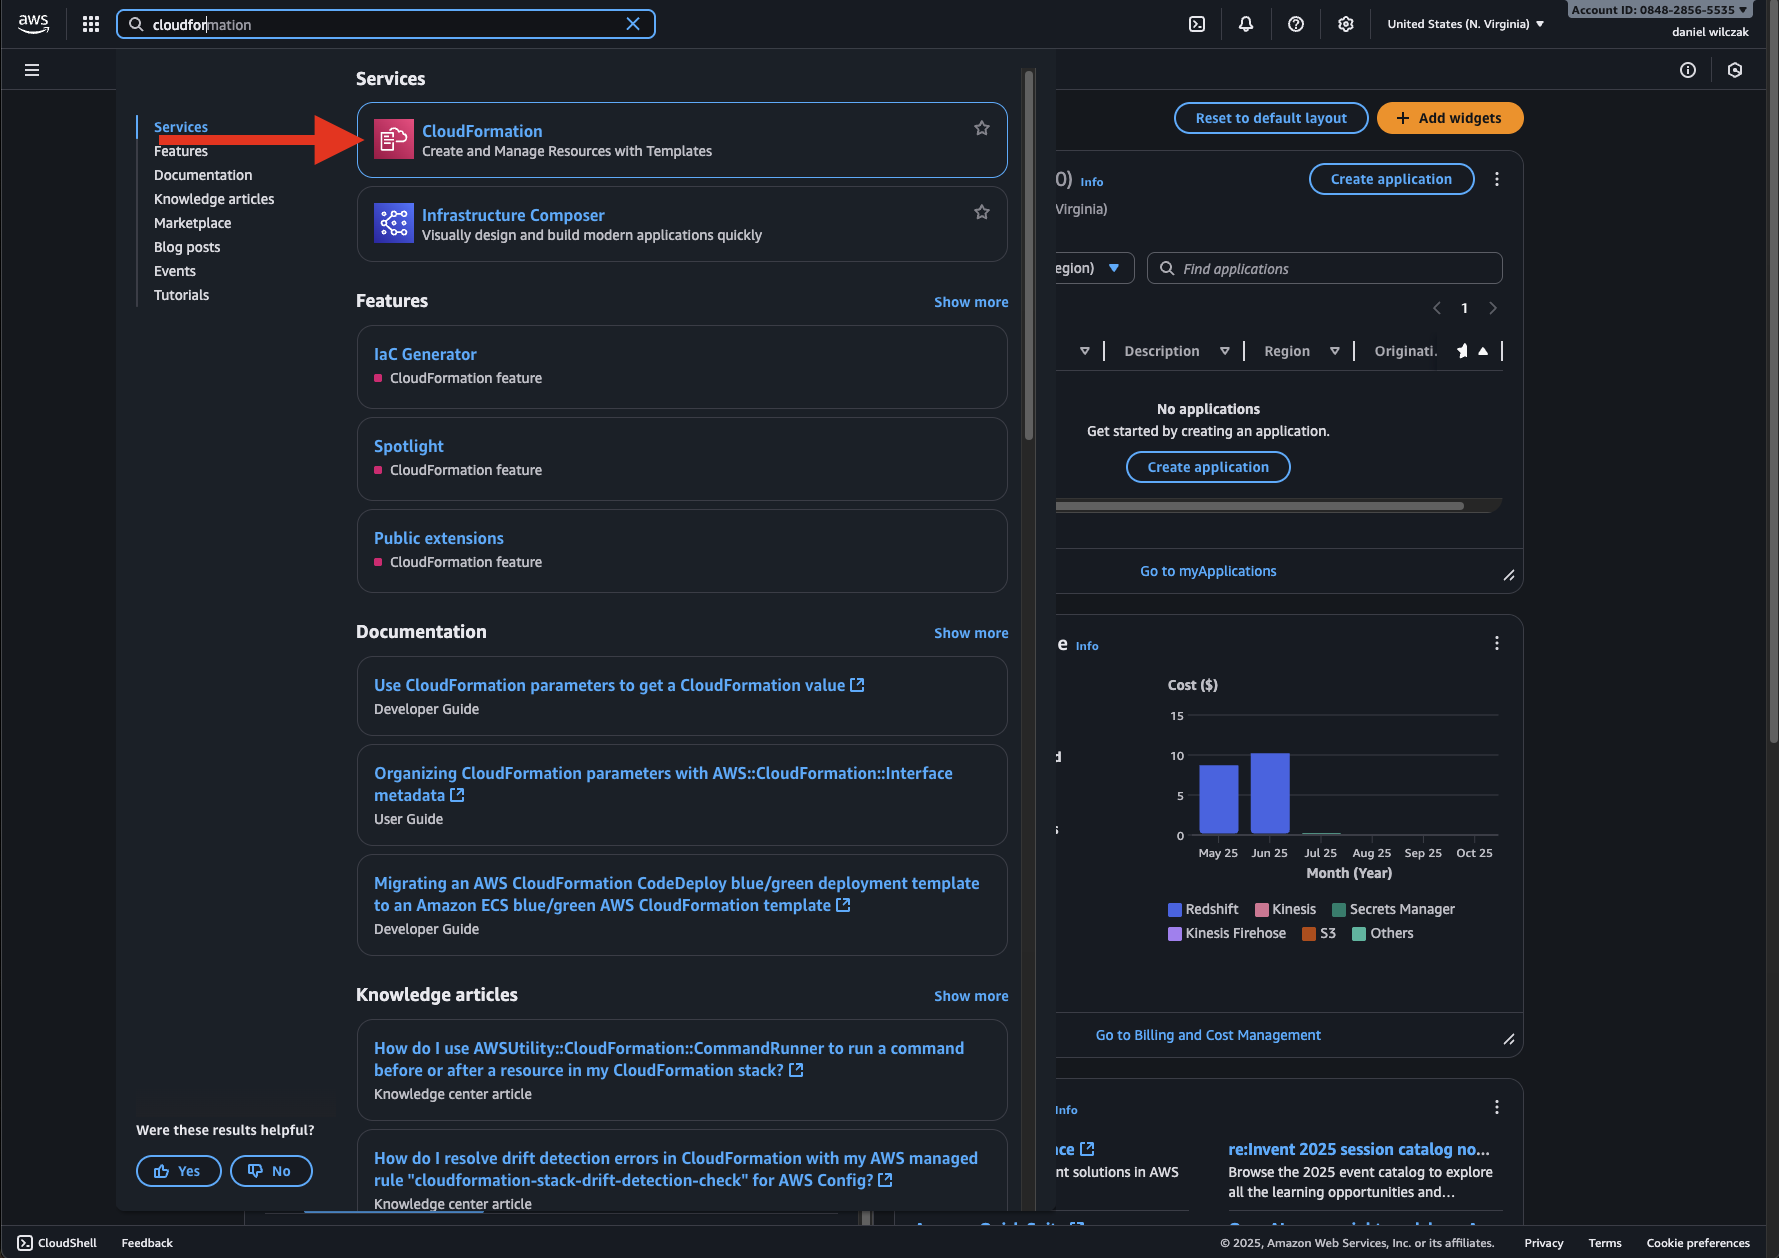 aws
cloudformation
United States (N. Virginia)
Account ID: 0848-2856-5535
daniel wilczak
Services
Features
Documentation
Knowledge articles
Marketplace
Blog posts
Events
Tutorials
Services
CloudFormation
Create and Manage Resources with Templates
Infrastructure Composer
Visually design and build modern applications quickly
Features
Show more
IaC Generator
CloudFormation feature
Spotlight
CloudFormation feature
Public extensions
CloudFormation feature
Documentation
Show more
Use CloudFormation parameters to get a CloudFormation value
Developer Guide
Organizing CloudFormation parameters with AWS::CloudFormation::Interface
metadata
User Guide
Migrating an AWS CloudFormation CodeDeploy blue/green deployment template
to an Amazon ECS blue/green AWS CloudFormation template
Developer Guide
Knowledge articles
Show more
How do I use AWSUtility::CloudFormation::CommandRunner to run a command
before or after a resource in my CloudFormation stack?
Knowledge center article
How do I resolve drift detection errors in CloudFormation with my AWS managed
rule "cloudformation-stack-drift-detection-check" for AWS Config?
Knowledge center article
Were these results helpful?
Yes
No
Reset to default layout
+ Add widgets
0) Info
Create application
Virginia)
egion)
Find applications
1
Description
Region
Originati.
No applications
Get started by creating an application.
Create application
Go to myApplications
e Info
Cost ($)
15
10
5
0
May 25 Jun 25 Jul 25 Aug 25 Sep 25 Oct 25
Month (Year)
Redshift Kinesis Secrets Manager
Kinesis Firehose S3 Others
Go to Billing and Cost Management
Info
nce
nt solutions in AWS
re:Invent 2025 session catalog no...
Browse the 2025 event catalog to explore
all the learning opportunities and...
CloudShell
Feedback
© 2025, Amazon Web Services, Inc. or its affiliates.
Privacy
Terms
Cookie preferences